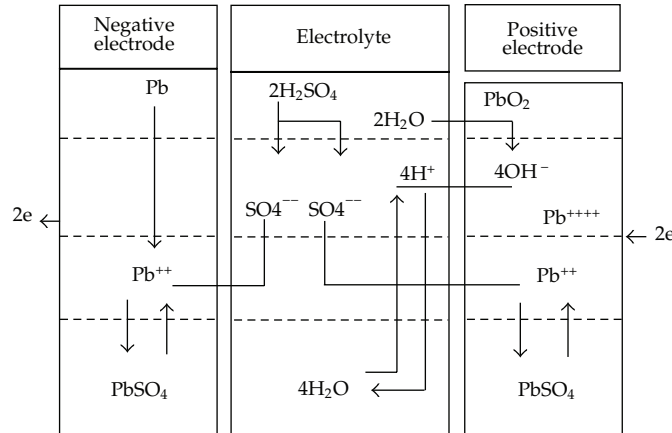 Negative
electrode
Electrolyte
Positive
electrode
Pb
2H₂SO₄
2H₂O
PbO₂
4H⁺
4OH⁻
SO4⁻⁻
SO4⁻⁻
2e
Pb⁺⁺⁺⁺
2e
Pb⁺⁺
Pb⁺⁺
PbSO₄
4H₂O
PbSO₄